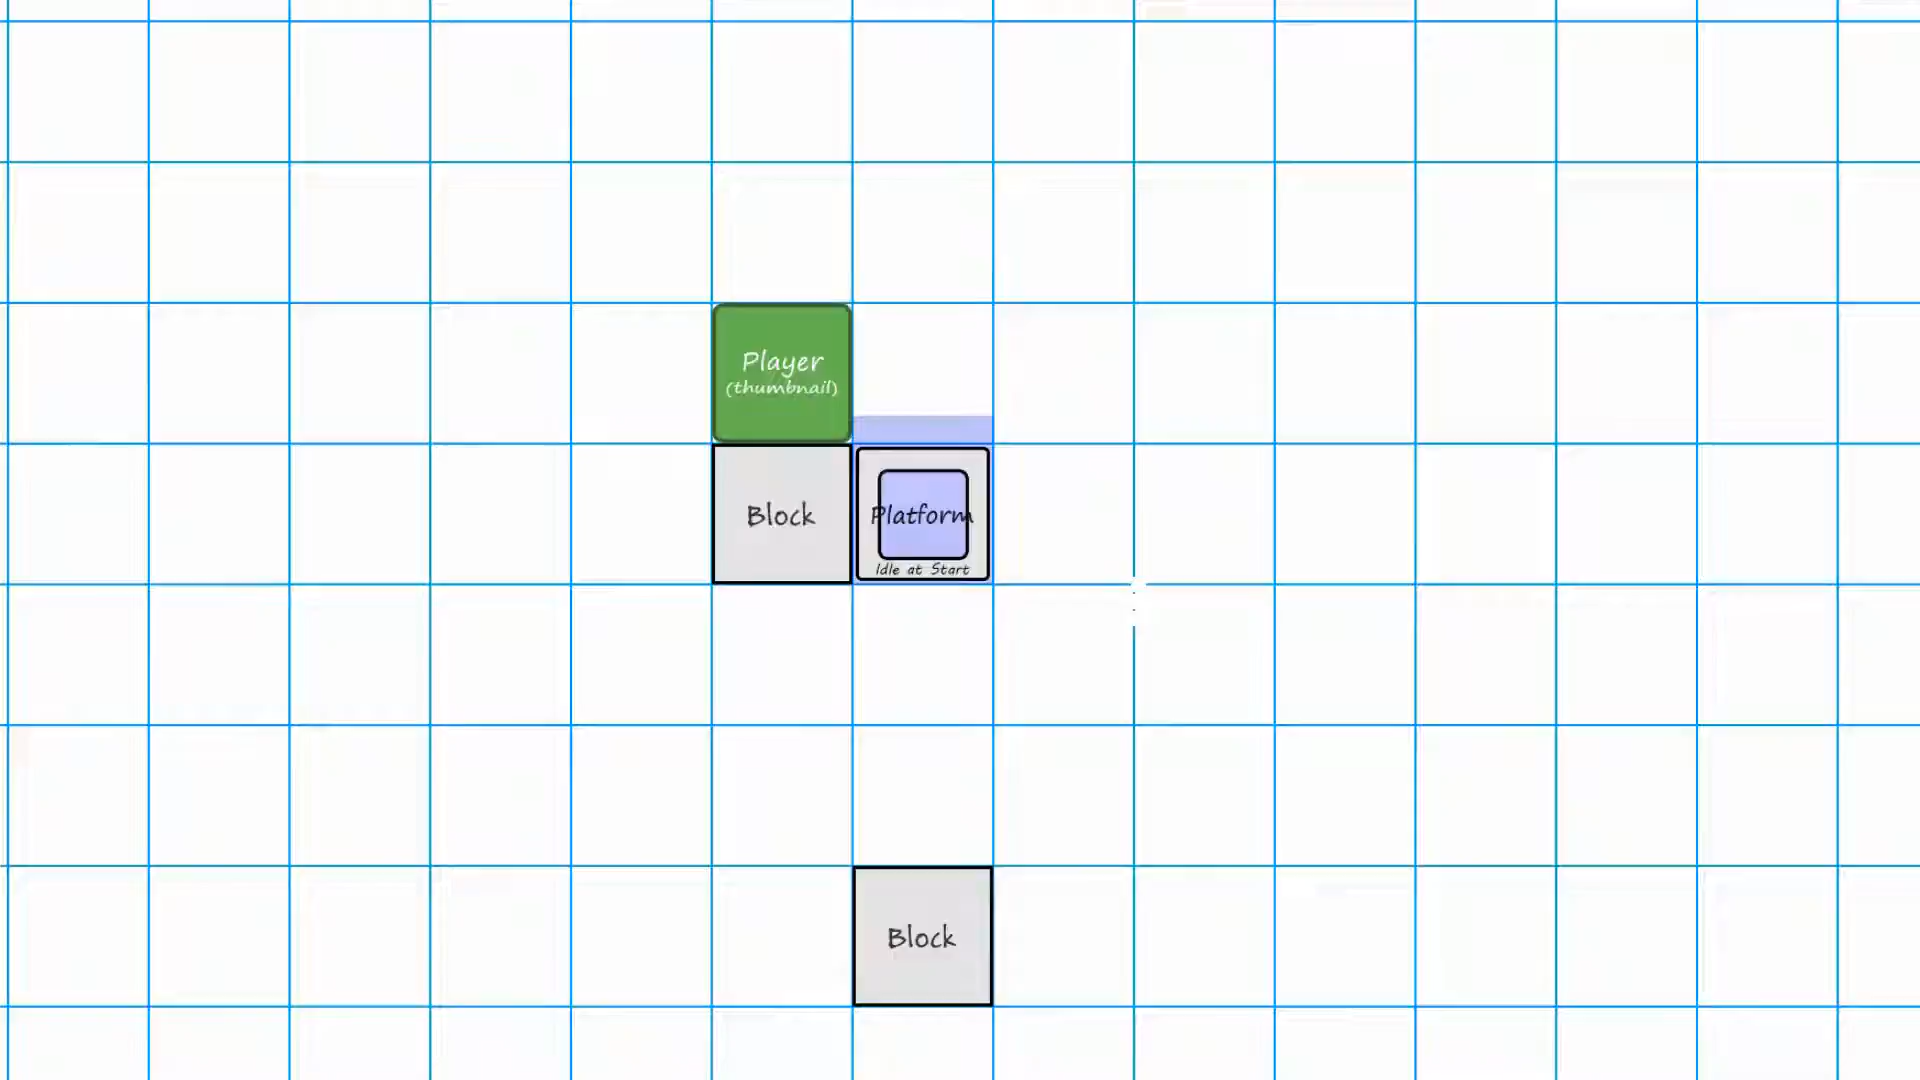 Player
(thumbnail)
Block
Platform
Idle at Start
Block